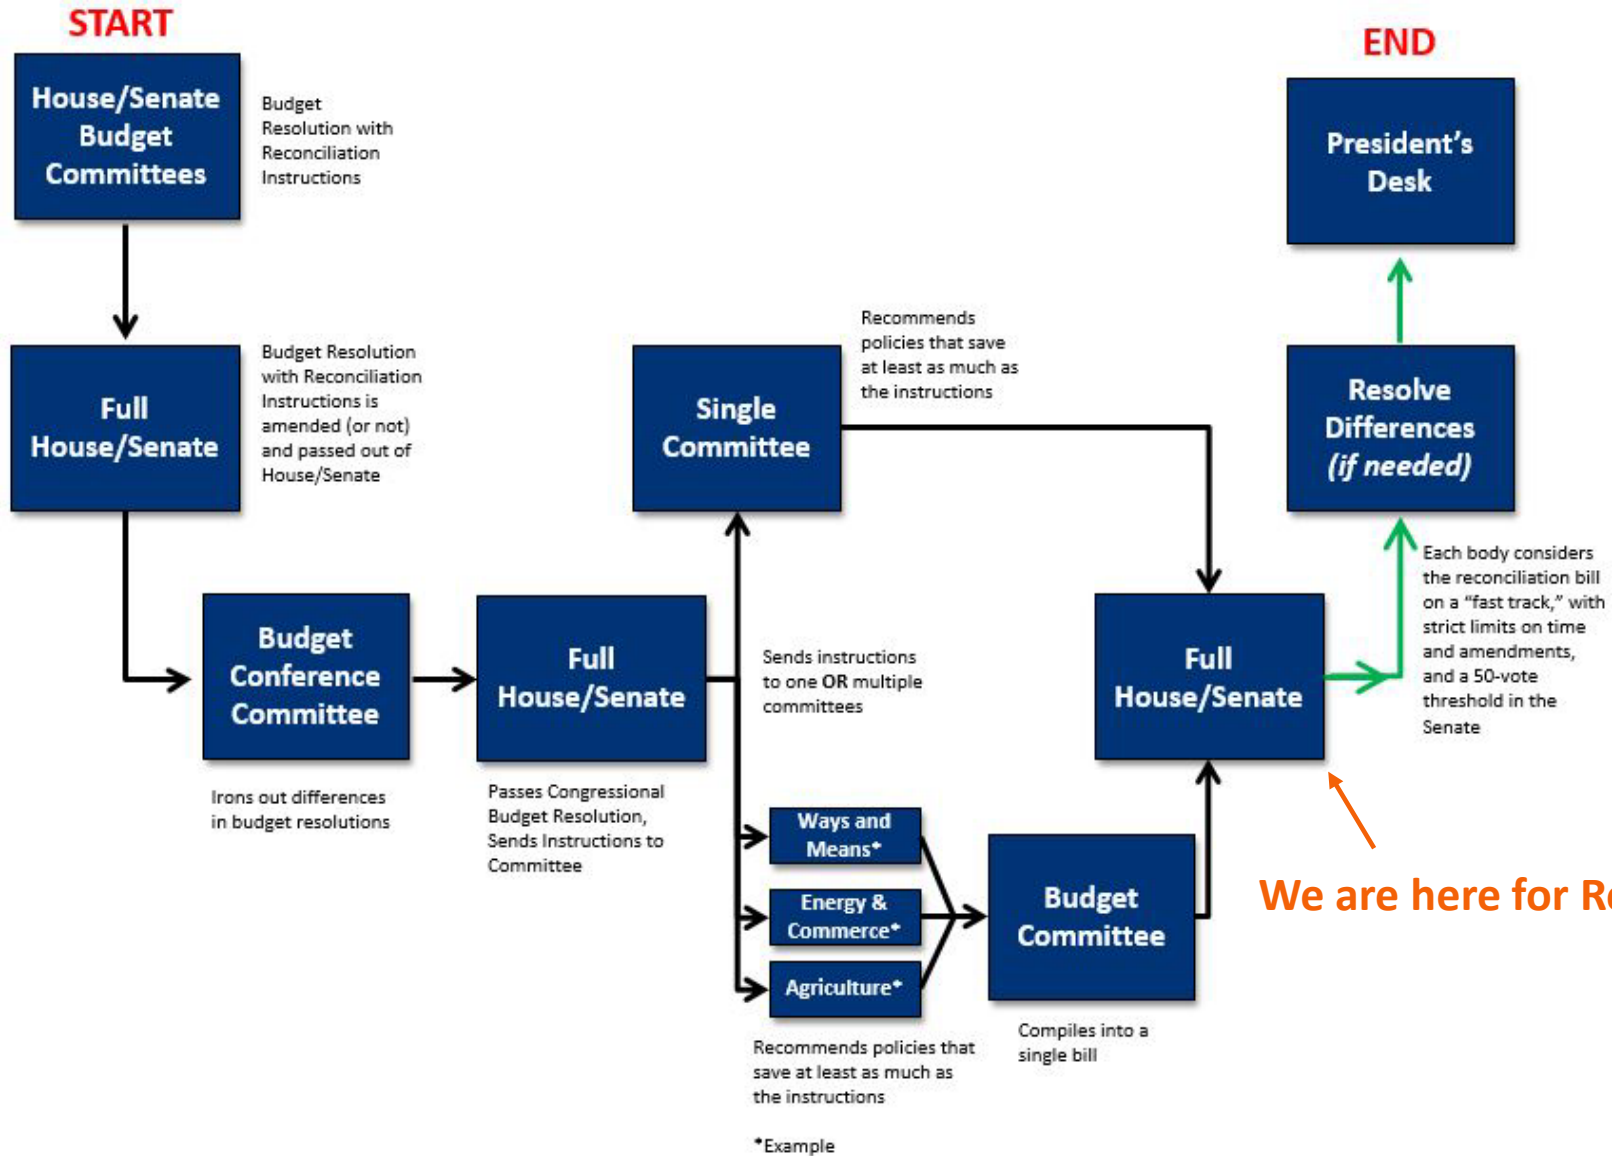 START
House/Senate
Budget
Committees
Budget
Resolution with
Reconciliation
Instructions
Full
House/Senate
Budget Resolution
with Reconciliation
Instructions is
amended (or not)
and passed out of
House/Senate
Budget
Conference
Committee
Irons out differences
in budget resolutions
Full
House/Senate
Passes Congressional
Budget Resolution,
Sends Instructions to
Committee
Sends instructions
to one OR multiple
committees
Single
Committee
Recommends
policies that save
at least as much as
the instructions
Ways and
Means*
Energy &
Commerce*
Agriculture*
Recommends policies that
save at least as much as
the instructions
*Example
Budget
Committee
Compiles into a
single bill
Full
House/Senate
We are here for
Each body considers
the reconciliation bill
on a “fast track,” with
strict limits on time
and amendments,
and a 50-vote
threshold in the
Senate
Resolve
Differences
(if needed)
President’s
Desk
END